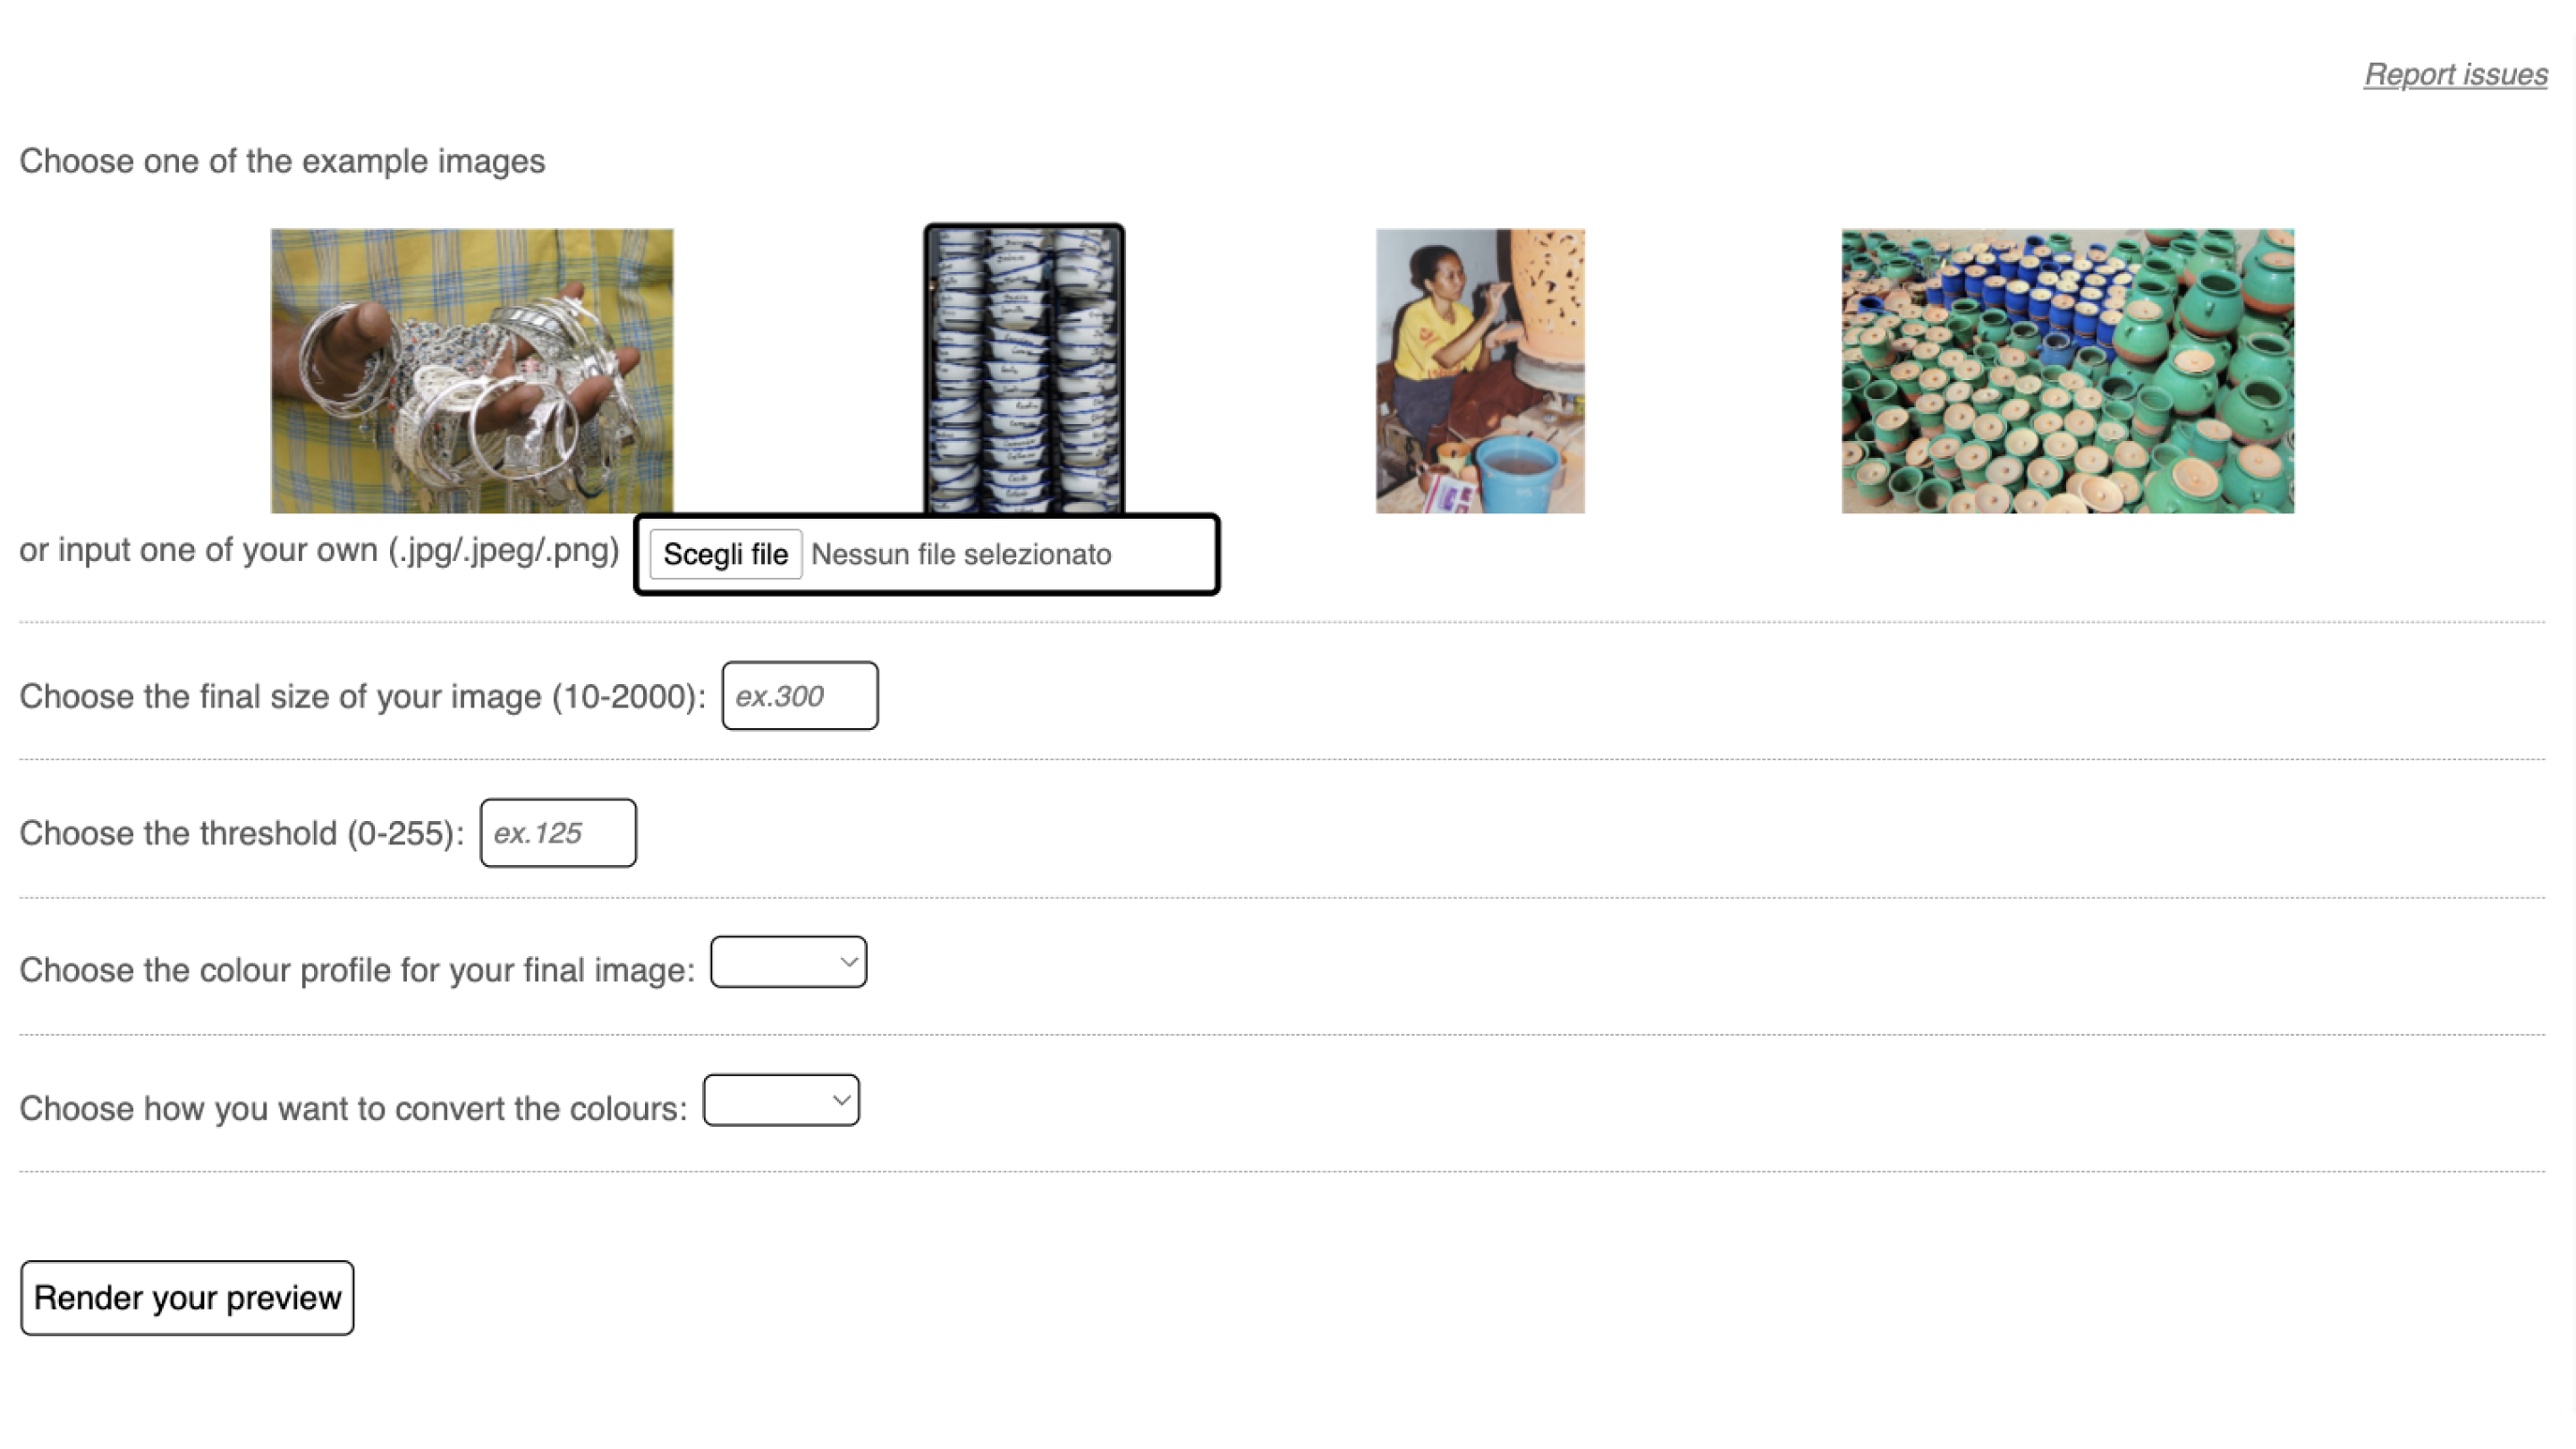 Report issues
Choose one of the example images
or input one of your own (.jpg/.jpeg/.png) Scegli file Nessun file selezionato
Choose the final size of your image (10-2000): ex.300
Choose the threshold (0-255): ex.125
Choose the colour profile for your final image:
Choose how you want to convert the colours:
Render your preview